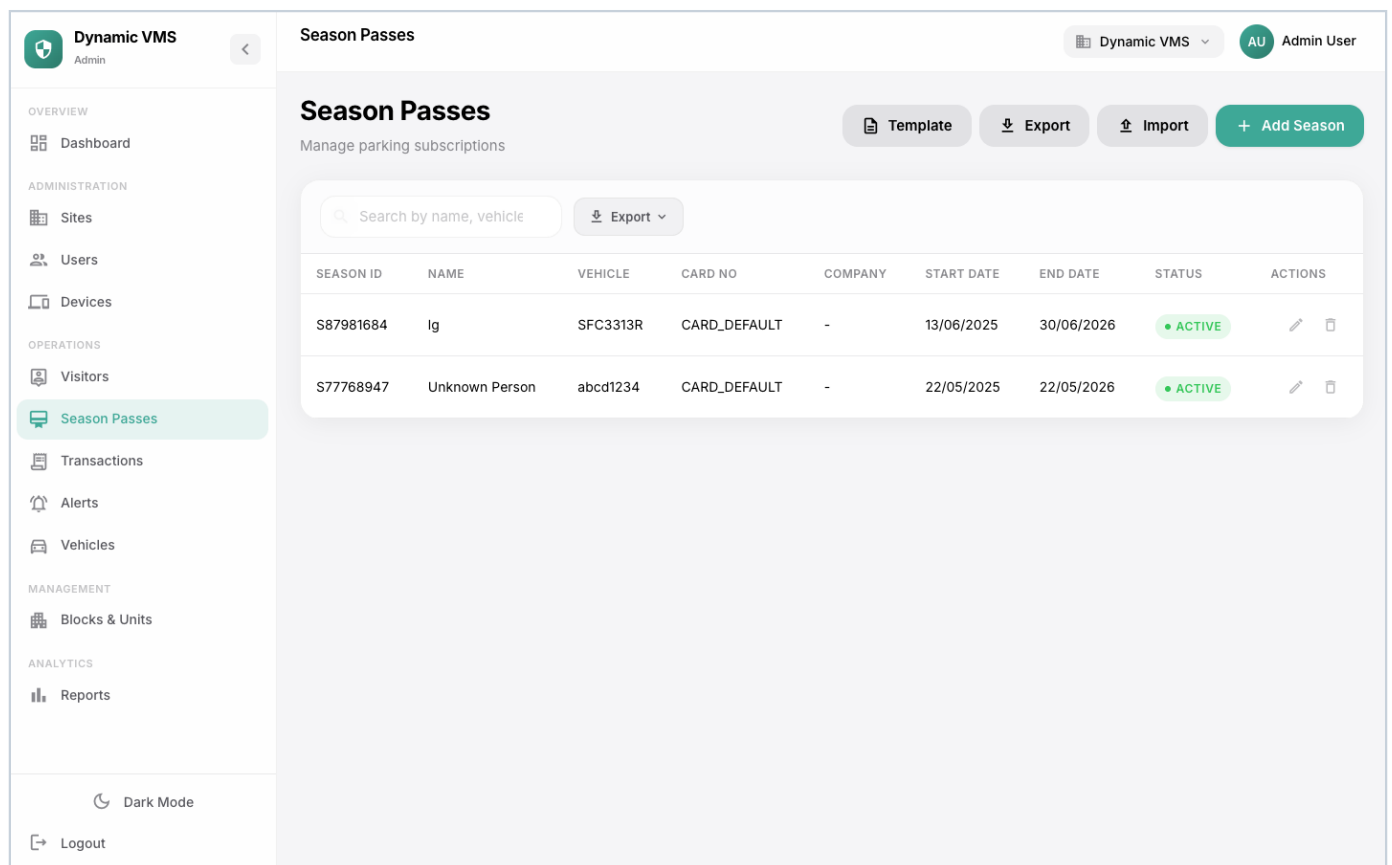 Dynamic VMS
Admin
OVERVIEW
Dashboard
ADMINISTRATION
Sites
Users
Devices
OPERATIONS
Visitors
Season Passes
Transactions
Alerts
Vehicles
MANAGEMENT
Blocks & Units
ANALYTICS
Reports
Dark Mode
Logout
Season Passes
Dynamic VMS
AU Admin User
Season Passes
Manage parking subscriptions
Template Export Import + Add Season
Search by name, vehicle Export
SEASON ID NAME VEHICLE CARD NO COMPANY START DATE END DATE STATUS ACTIONS
S87981684 lg SFC3313R CARD_DEFAULT - 13/06/2025 30/06/2026 ACTIVE
S77768947 Unknown Person abcd1234 CARD_DEFAULT - 22/05/2025 22/05/2026 ACTIVE